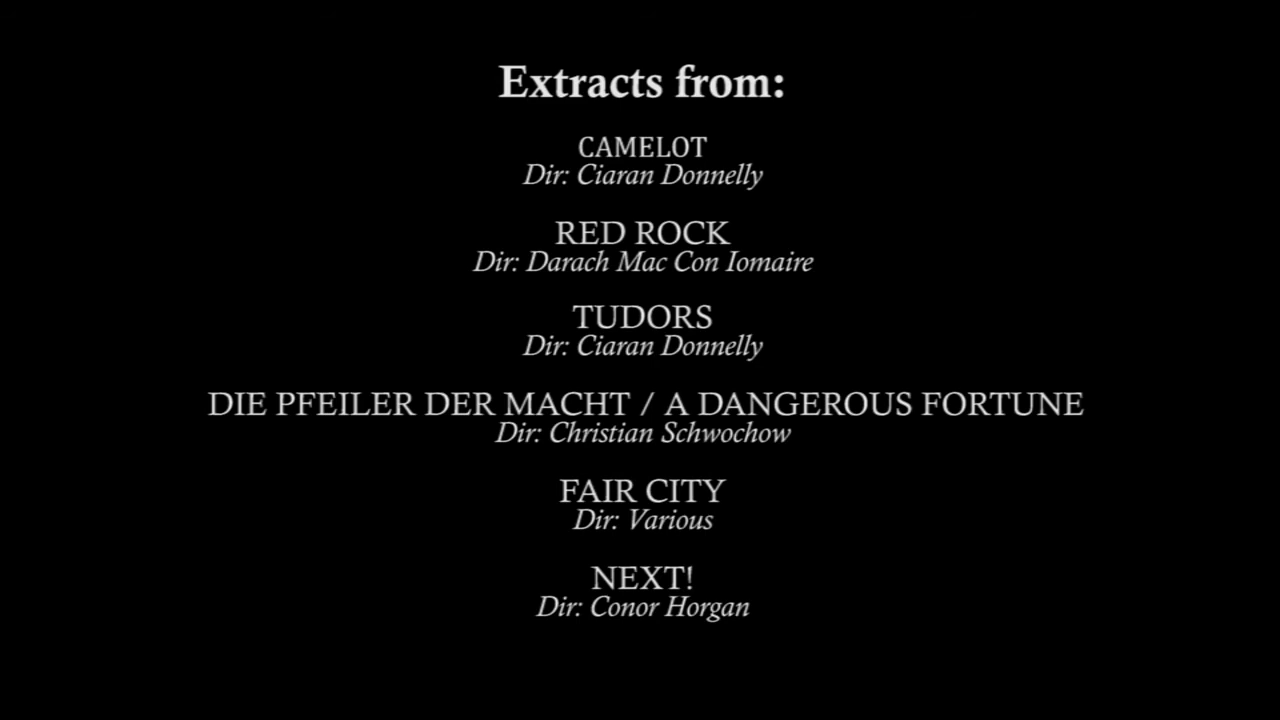 Extracts from:
CAMELOT
Dir: Ciaran Donnelly
RED ROCK
Dir: Darach Mac Con Iomaire
TUDORS
Dir: Ciaran Donnelly
DIE PFEILER DER MACHT / A DANGEROUS FORTUNE
Dir: Christian Schwochow
FAIR CITY
Dir: Various
NEXT!
Dir: Conor Horgan